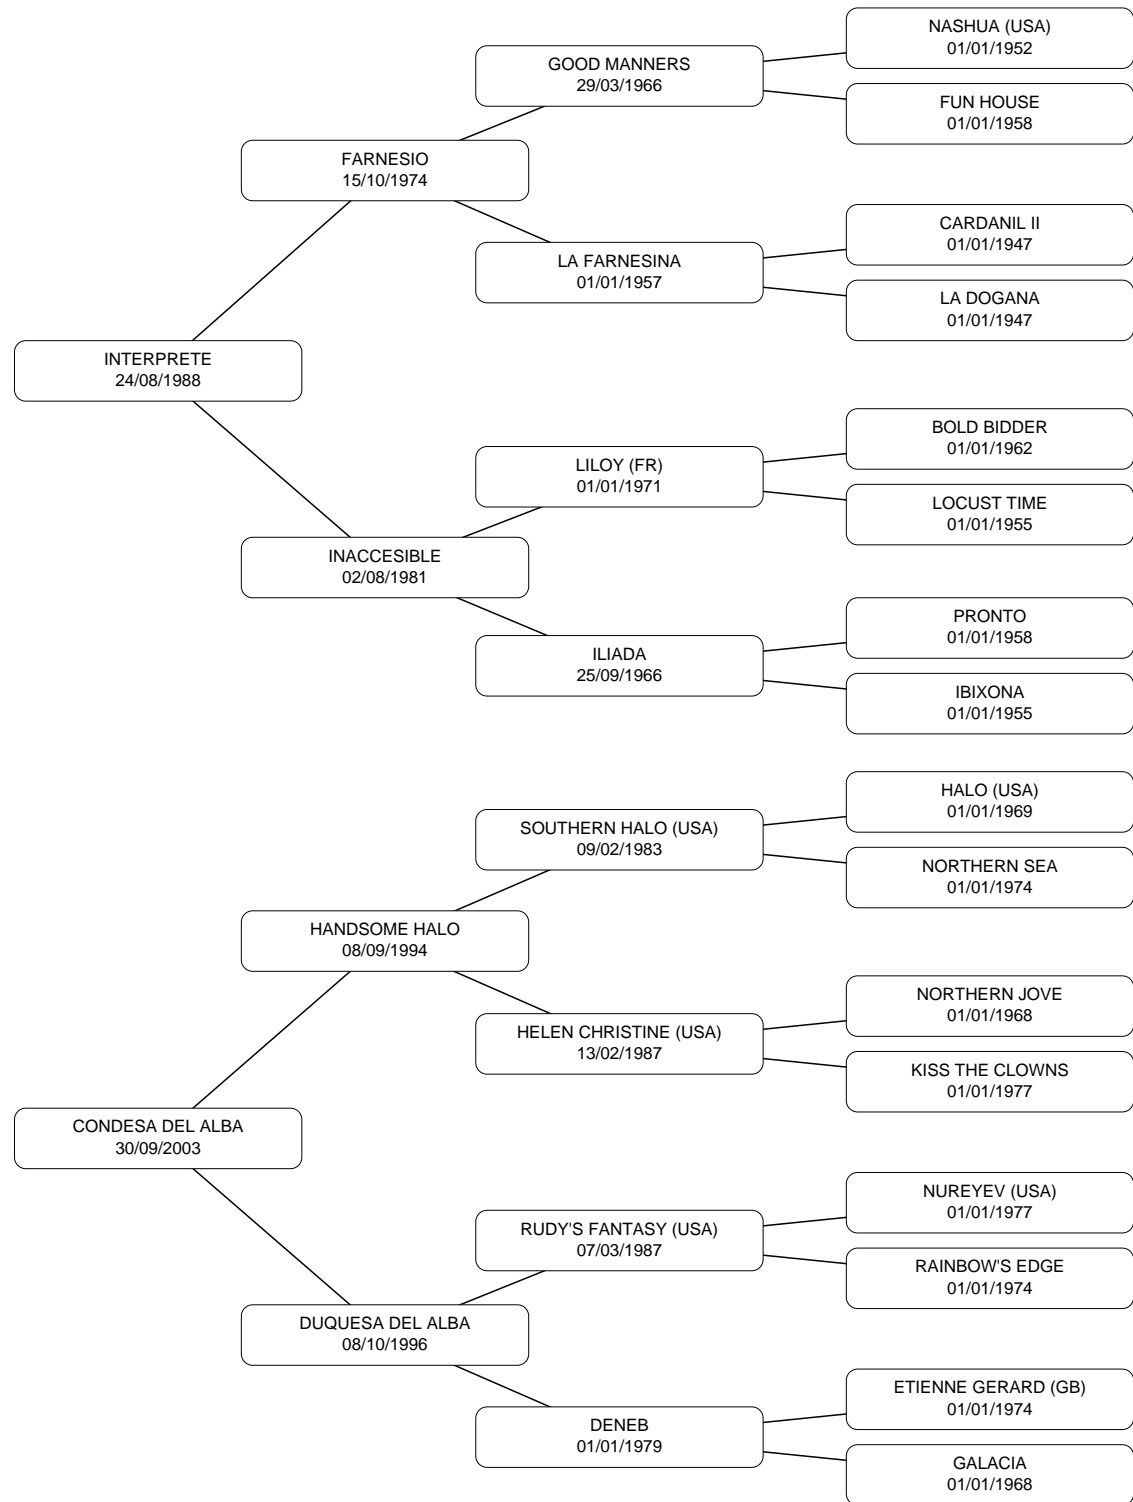 NASHUA (USA)
01/01/1952
GOOD MANNERS
29/03/1966
FUN HOUSE
01/01/1958
FARNESIO
15/10/1974
CARDANIL II
01/01/1947
LA FARNESINA
01/01/1957
LA DOGANA
01/01/1947
INTERPRETE
24/08/1988
BOLD BIDDER
01/01/1962
LILOY (FR)
01/01/1971
LOCUST TIME
01/01/1955
INACCESIBLE
02/08/1981
PRONTO
01/01/1958
ILIADA
25/09/1966
IBIXONA
01/01/1955
HALO (USA)
01/01/1969
SOUTHERN HALO (USA)
09/02/1983
NORTHERN SEA
01/01/1974
HANDSOME HALO
08/09/1994
NORTHERN JOVE
01/01/1968
HELEN CHRISTINE (USA)
13/02/1987
KISS THE CLOWNS
01/01/1977
CONDESA DEL ALBA
30/09/2003
NUREYEV (USA)
01/01/1977
RUDY'S FANTASY (USA)
07/03/1987
RAINBOW'S EDGE
01/01/1974
DUQUESA DEL ALBA
08/10/1996
ETIENNE GERARD (GB)
01/01/1974
DENEB
01/01/1979
GALACIA
01/01/1968